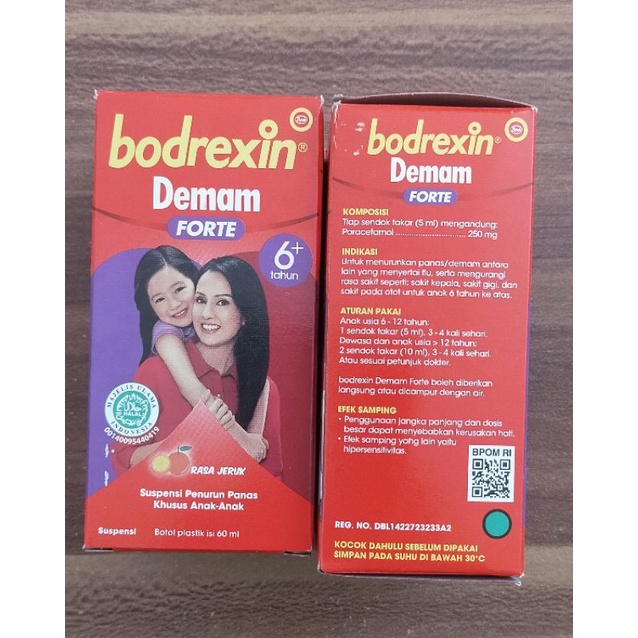 bodrexin®
Demam
FORTE
6+
tahun
MAJELIS ULAMA
HALAL
INDONESIA
00140095440419
RASA JERUK
Suspensi Penurun Panas
Khusus Anak-Anak
Suspensi
Botol plastik isi 60 ml
bodrexin®
Demam
FORTE
KOMPOSISI
Tiap sendok takar (5 ml) mengandung:
Paracetamol .................................. 250 mg
INDIKASI
Untuk menurunkan panas/demam antara
lain yang menyertai flu, serta mengurangi
rasa sakit seperti: sakit kepala, sakit gigi, dan
sakit pada otot untuk anak 6 tahun ke atas.
ATURAN PAKAI
Anak usia 6 - 12 tahun:
1 sendok takar (5 ml), 3 - 4 kali sehari.
Dewasa dan anak usia > 12 tahun:
2 sendok takar (10 ml), 3 - 4 kali sehari.
Atau sesuai petunjuk dokter.
bodrexin Demam Forte boleh diberikan
langsung atau dicampur dengan air.
EFEK SAMPING
• Penggunaan jangka panjang dan dosis
besar dapat menyebabkan kerusakan hati.
• Efek samping yang lain yaitu
hipersensitivitas.
BPOM RI
REG. NO. DBL1422723233A2
KOCOK DAHULU SEBELUM DIPAKAI
SIMPAN PADA SUHU DI BAWAH 30°C